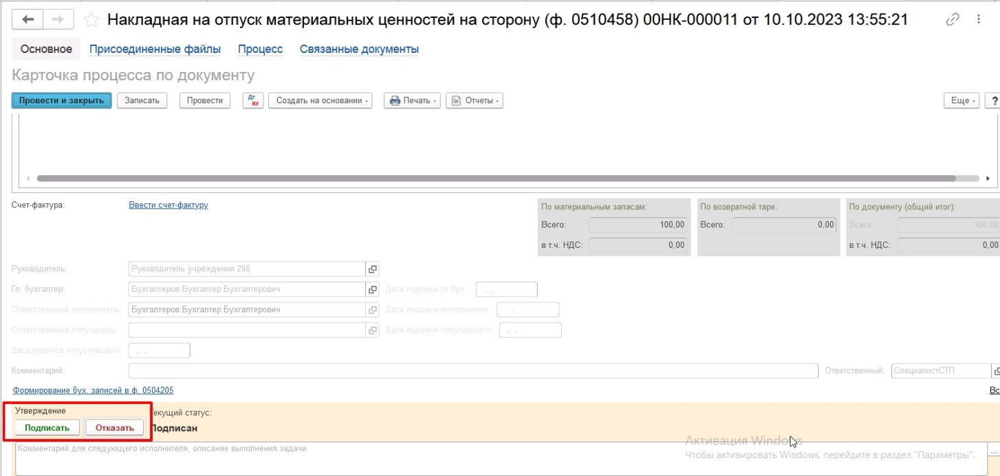 Накладная на отпуск материальных ценностей на сторону (ф. 0510458) 00НК-000011 от 10.10.2023 13:55:21
Основное Присоединенные файлы Процесс Связанные документы
Карточка процесса по документу
Провести и закрыть Записать Провести Дт Кт Создать на основании Печать Отчеты Еще ?
Счет-фактура: Ввести счет-фактуру По материальным запасам: По возвратной таре: По документу (общий итог):
Всего: 100,00 Всего: 0,00 Всего: 100,00
в т.ч. НДС: 0,00 в т.ч. НДС: 0,00
Руководитель: Руководитель учреждения 280
Гл. бухгалтер: Бухгалтеров Бухгалтер Бухгалтерович Дата подписи гл.бух.: . .
Ответственный исполнитель: Бухгалтеров Бухгалтер Бухгалтерович Дата подписи исполнителя: . .
Ответственный получатель: Дата подписи получившего: . .
Дата подписи отпустившего: . .
Комментарий: Ответственный: СпециалистСТП
Формирование бух. записей в ф. 0504205 Вс
Утверждение Текущий статус:
Подписать Отказать Подписан
Активация Windows
Комментарий для следующего исполнителя, описание выполнения задачи ...
Чтобы активировать Windows, перейдите в раздел "Параметры".